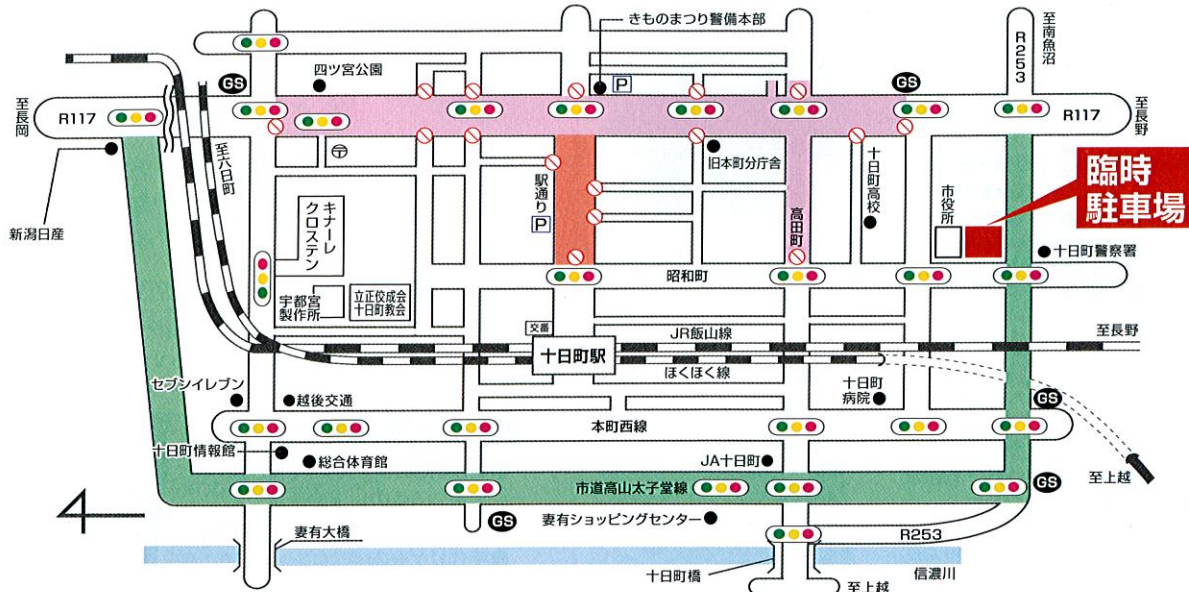 きものまつり警備本部
至南魚沼
R253
GS
四ツ宮公園
P
GS
至長岡
R117
R117
至長野
至六日町
〒
旧本町分庁舎
駅通り
P
高田町
十日町高校
市役所
臨時
駐車場
新潟日産
キナーレ
クロステン
十日町警察署
昭和町
宇都宮
製作所
立正佼成会
十日町教会
交番
JR飯山線
至長野
十日町駅
ほくほく線
セブンイレブン
越後交通
十日町
病院
GS
本町西線
十日町情報館
総合体育館
JA十日町
至上越
市道高山太子堂線
GS
GS
妻有ショッピングセンター
妻有大橋
R253
十日町橋
信濃川
至上越